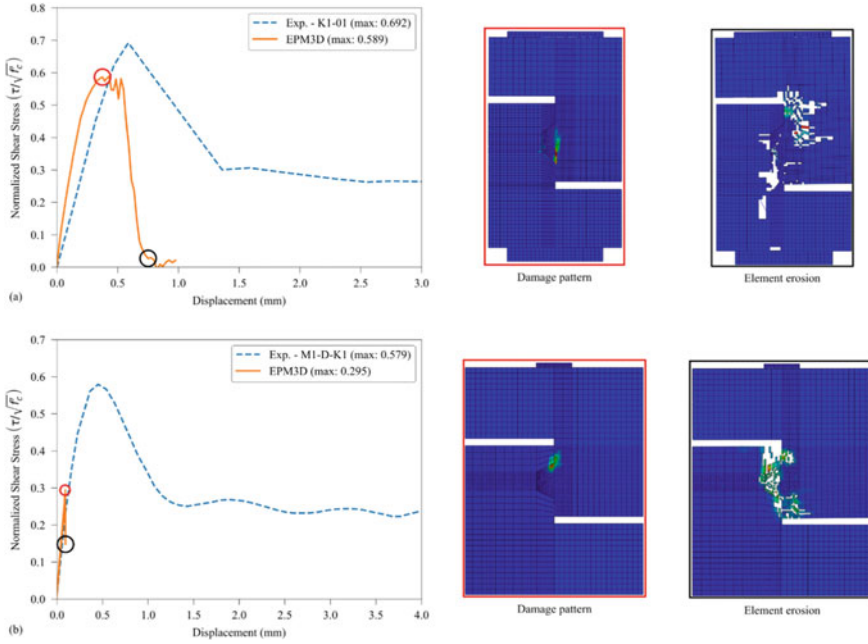 0.8
0.7
0.6
0.5
0.4
0.3
0.2
0.1
0.0
Normalized Shear Stress (τ/√f'c)
Exp. - K1-01 (max: 0.692)
EPM3D (max: 0.589)
0.0 0.5 1.0 1.5 2.0 2.5 3.0
Displacement (mm)
(a)
Damage pattern
Element erosion
0.7
0.6
0.5
0.4
0.3
0.2
0.1
0.0
Normalized Shear Stress (τ/√f'c)
Exp. - M1-D-K1 (max: 0.579)
EPM3D (max: 0.295)
0.0 0.5 1.0 1.5 2.0 2.5 3.0 3.5 4.0
Displacement (mm)
(b)
Damage pattern
Element erosion